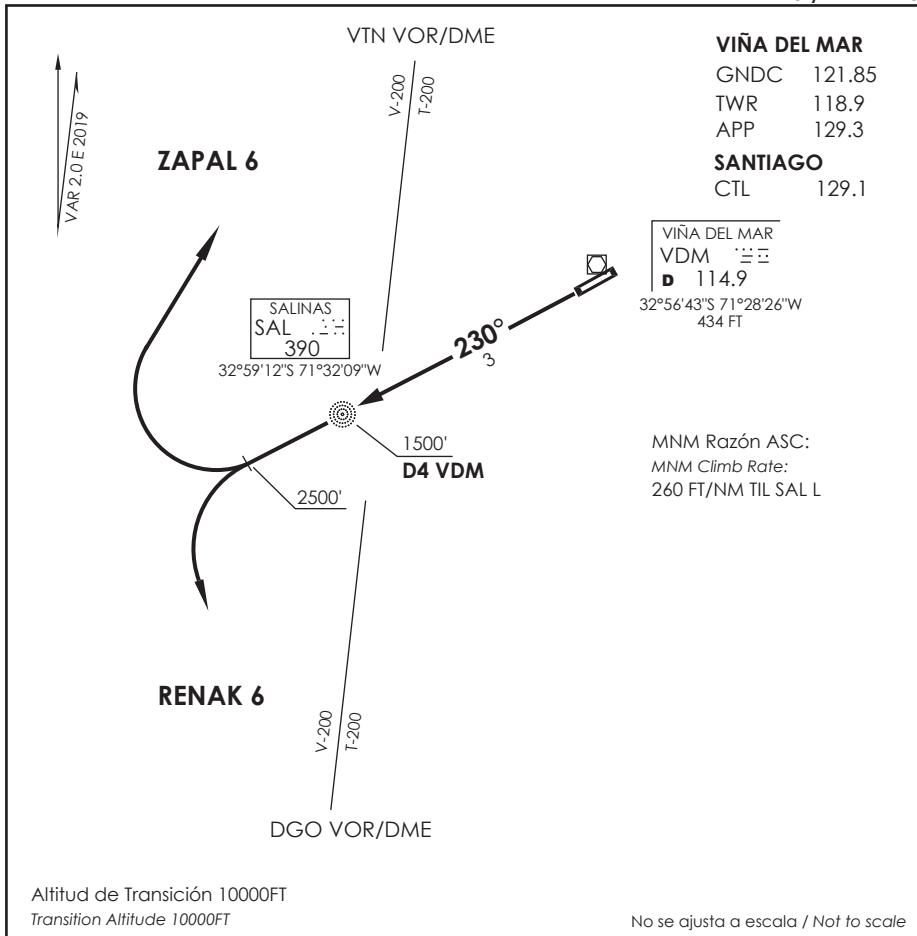 VTN VOR/DME
VIÑA DEL MAR
GNDC 121.85
TWR 118.9
APP 129.3
SANTIAGO
CTL 129.1
VAR 2.0 E 2019
V-200
T-200
ZAPAL 6
VIÑA DEL MAR
VDM
D 114.9
32°56'43"S 71°28'26"W
434 FT
SALINAS
SAL
390
32°59'12"S 71°32'09"W
230°
3
1500'
D4 VDM
2500'
MNM Razón ASC:
MNM Climb Rate:
260 FT/NM TIL SAL L
RENAK 6
V-200
T-200
DGO VOR/DME
Altitud de Transición 10000FT
Transition Altitude 10000FT
No se ajusta a escala / Not to scale